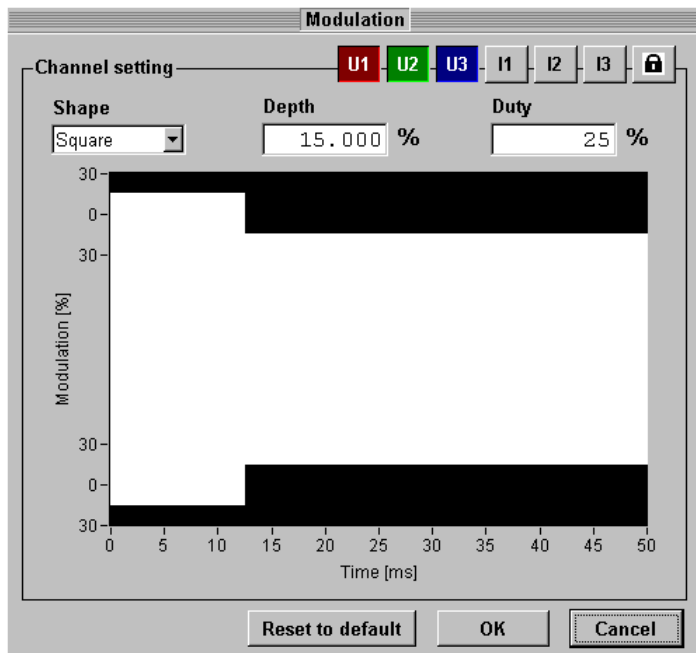 Modulation
Channel setting U1 U2 U3 I1 I2 I3
Shape Depth Duty
Square 15.000 % 25 %
30
0
30
Modulation [%]
30
0
30
0 5 10 15 20 25 30 35 40 45 50
Time [ms]
Reset to default OK Cancel